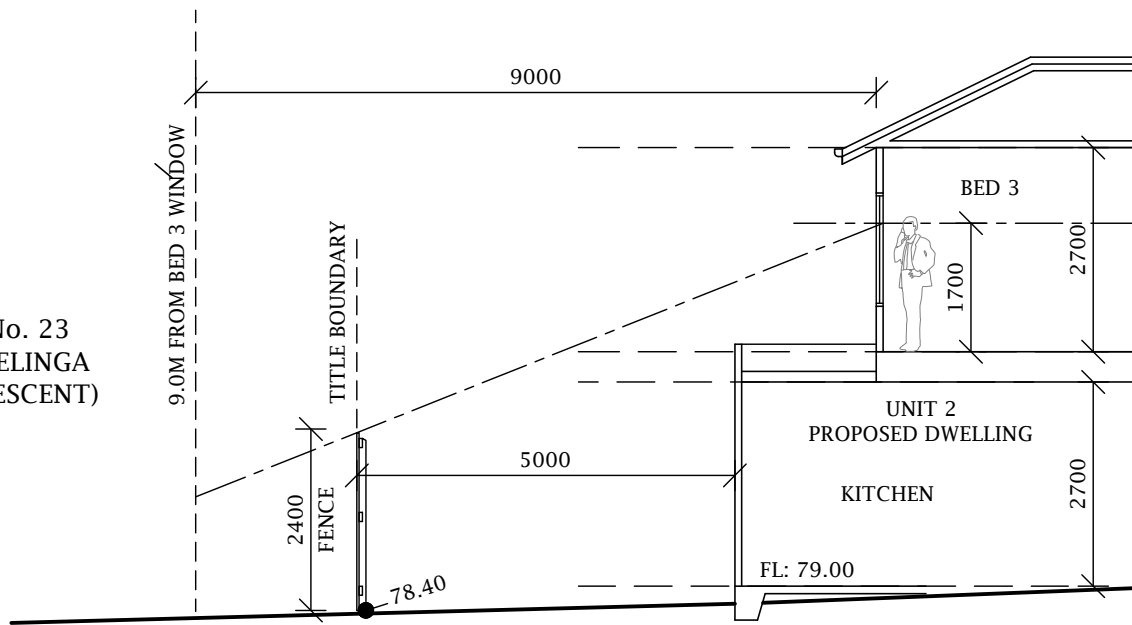 9000
9.0M FROM BED 3 WINDOW
TITLE BOUNDARY
BED 3
2700
1700
No. 23
ELINGA
ESCENT)
UNIT 2
PROPOSED DWELLING
5000
KITCHEN
2700
2400
FENCE
FL: 79.00
78.40